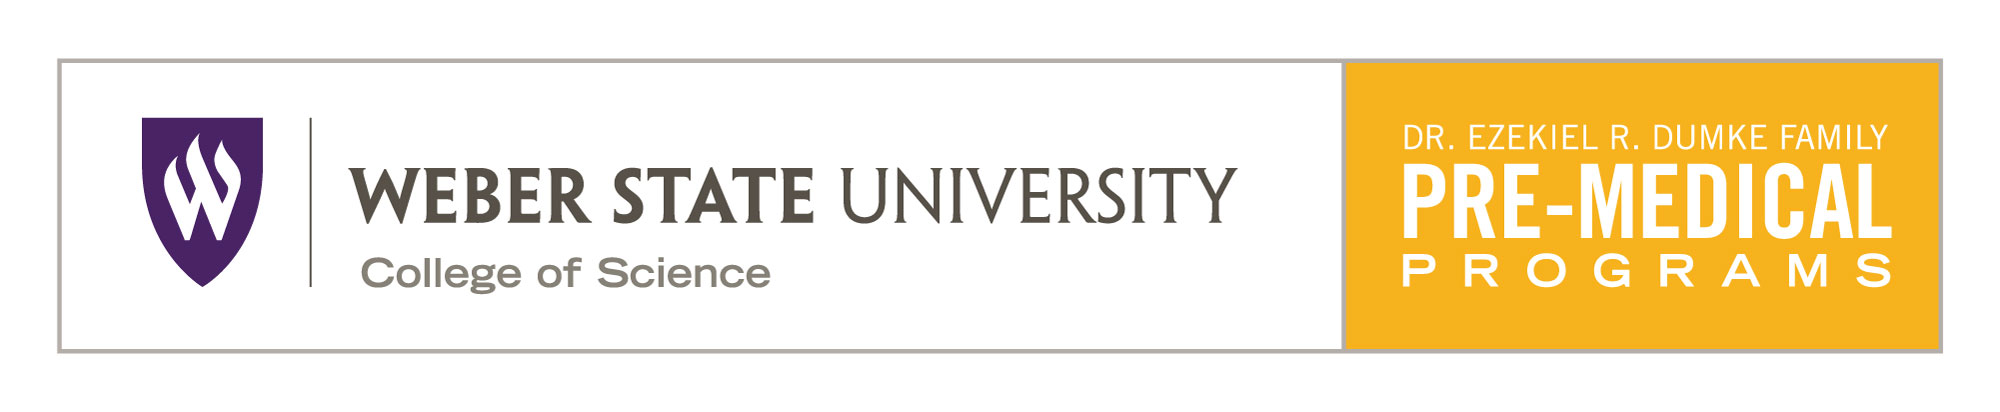 W
WEBER STATE UNIVERSITY
College of Science
DR. EZEKIEL R. DUMKE FAMILY
PRE-MEDICAL
PROGRAMS